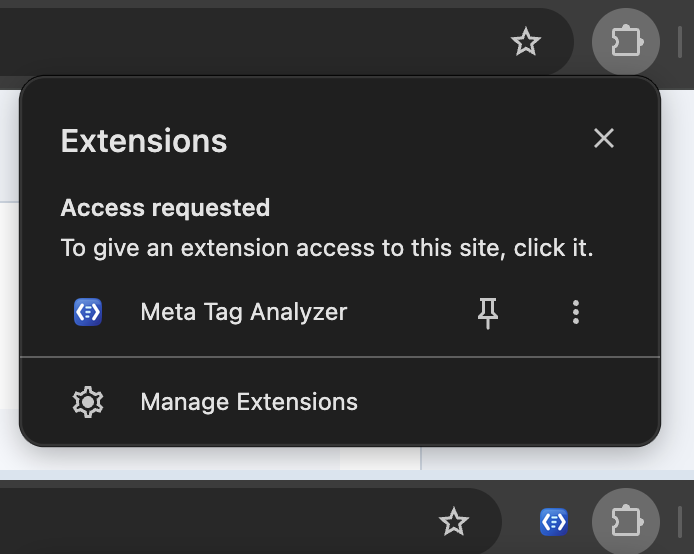 Extensions
Access requested
To give an extension access to this site, click it.
Meta Tag Analyzer
Manage Extensions